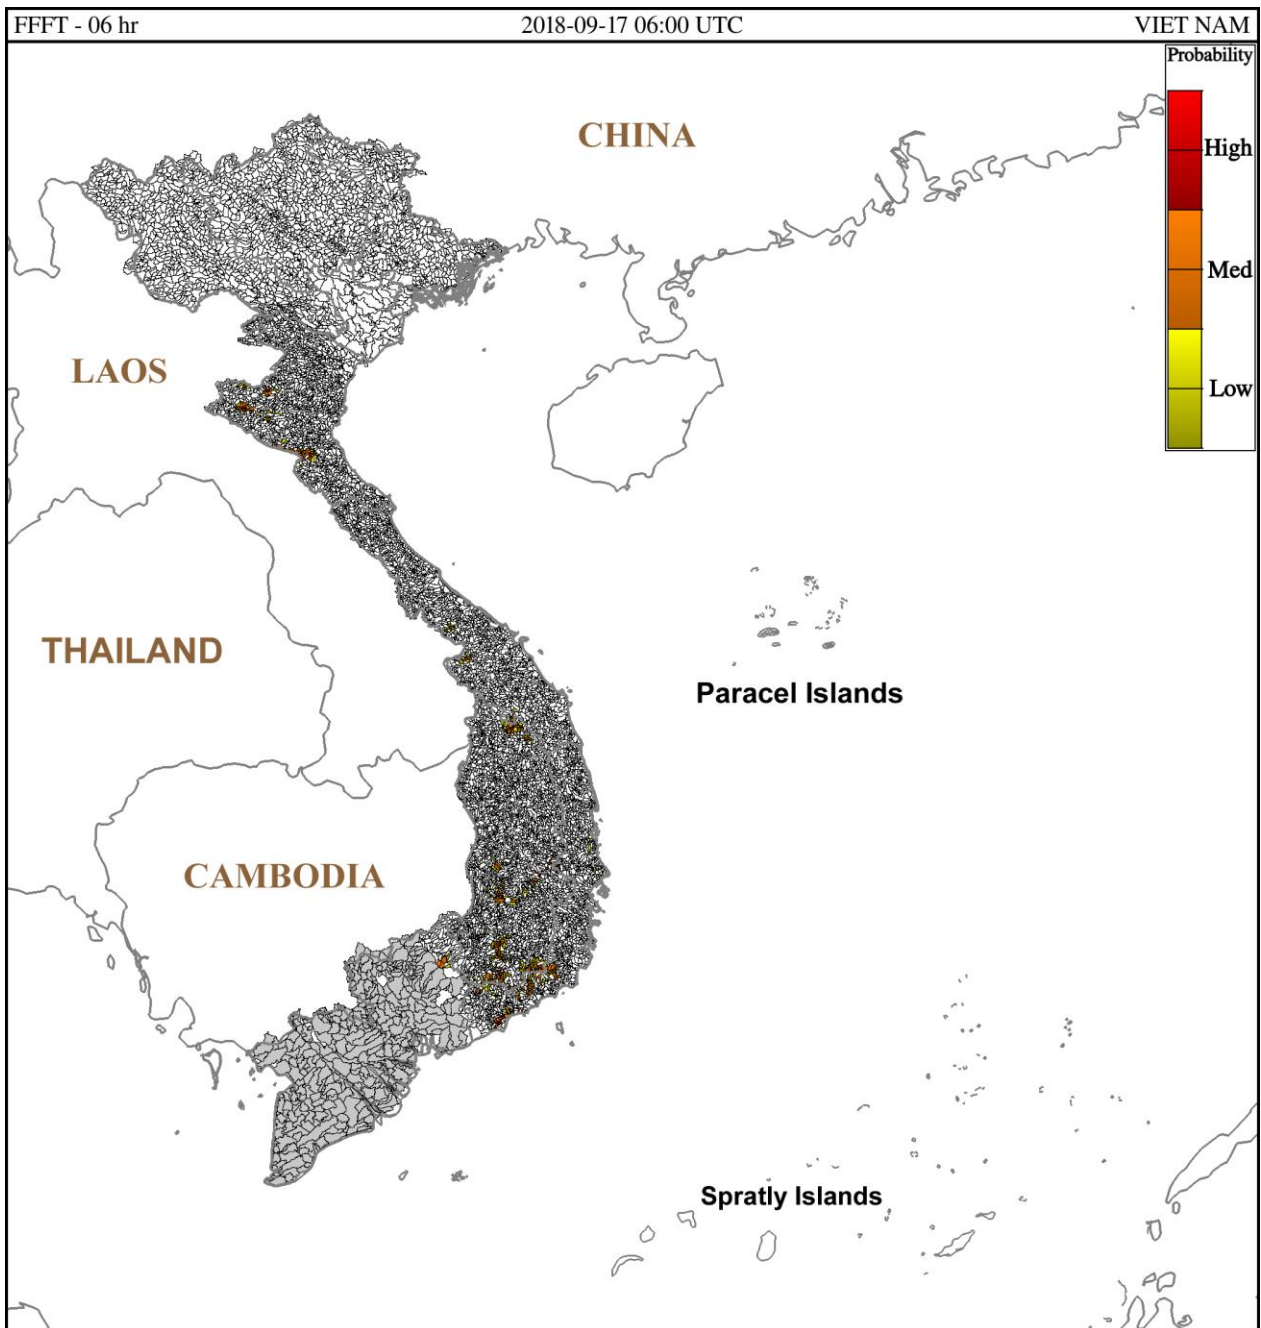 FFFT - 06 hr
2018-09-17 06:00 UTC
VIET NAM
Probability
CHINA
High
Med
LAOS
Low
THAILAND
Paracel Islands
CAMBODIA
Spratly Islands